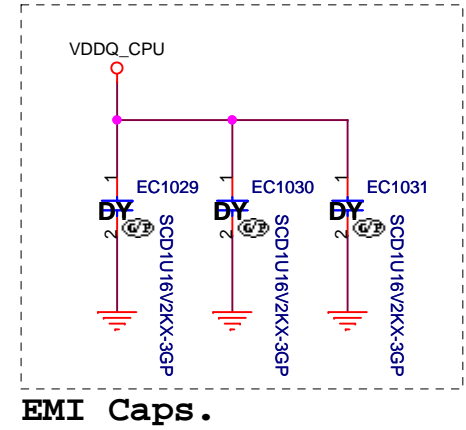 VDDQ_CPU
1 1 1
EC1029 EC1030 EC1031
DY DY DY
G/P G/P G/P
2 2 2
SCD1U16V2KX-3GP SCD1U16V2KX-3GP SCD1U16V2KX-3GP
EMI Caps.